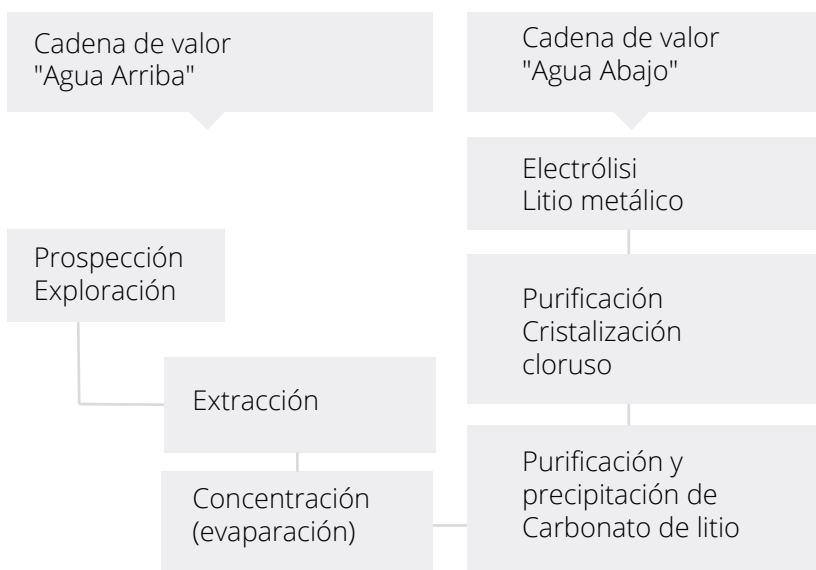 Cadena de valor
"Agua Arriba"
Cadena de valor
"Agua Abajo"
Electrólisi
Litio metálico
Prospección
Exploración
Purificación
Cristalización
cloruso
Extracción
Concentración
(evaparación)
Purificación y
precipitación de
Carbonato de litio